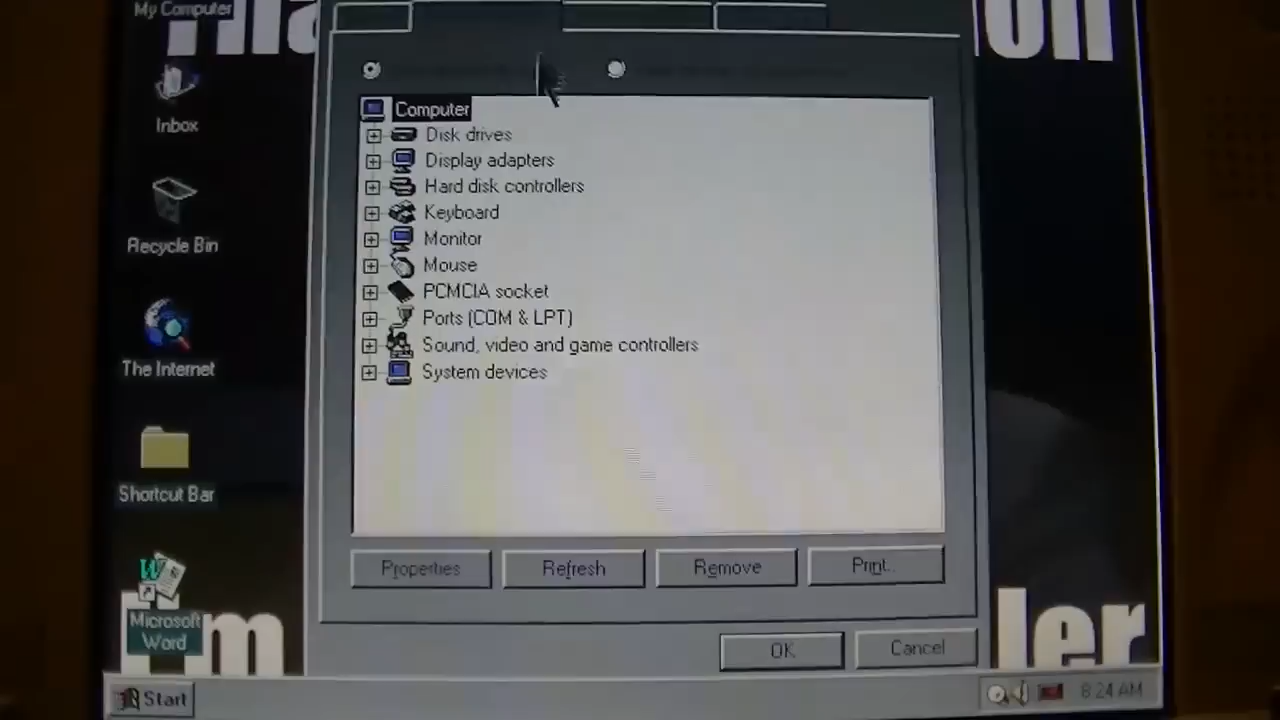 My Computer
Inbox
Recycle Bin
The Internet
Shortcut Bar
Microsoft
Word
Computer
Disk drives
Display adapters
Hard disk controllers
Keyboard
Monitor
Mouse
PCMCIA socket
Ports (COM & LPT)
Sound, video and game controllers
System devices
Properties
Refresh
Remove
Print...
OK
Cancel
Start
8:24 AM